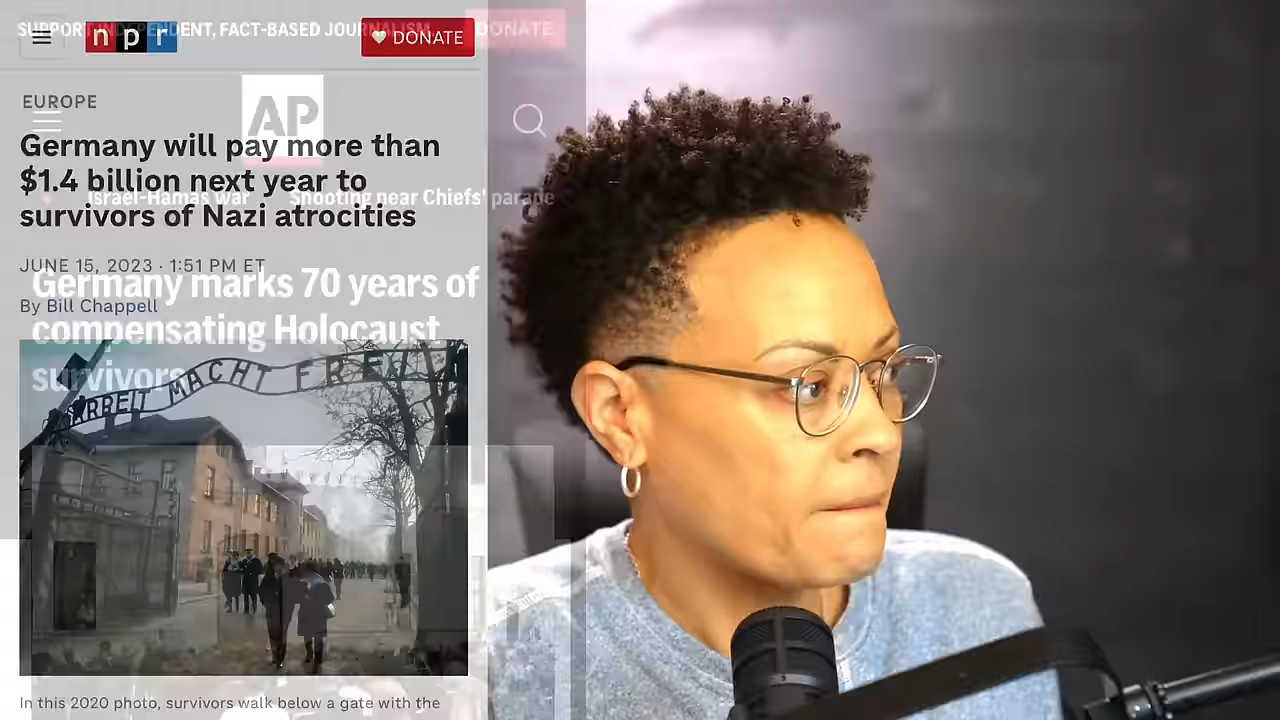 SUPPORT INDEPENDENT, FACT-BASED JOURNALISM
DONATE
npr
DONATE
EUROPE
AP
Germany will pay more than
$1.4 billion next year to
survivors of Nazi atrocities
Israel-Hamas war
Shooting near Chiefs' parade
JUNE 15, 2023 · 1:51 PM ET
By Bill Chappell
Germany marks 70 years of
compensating Holocaust
survivors
ARBEIT MACHT FREI
In this 2020 photo, survivors walk below a gate with the